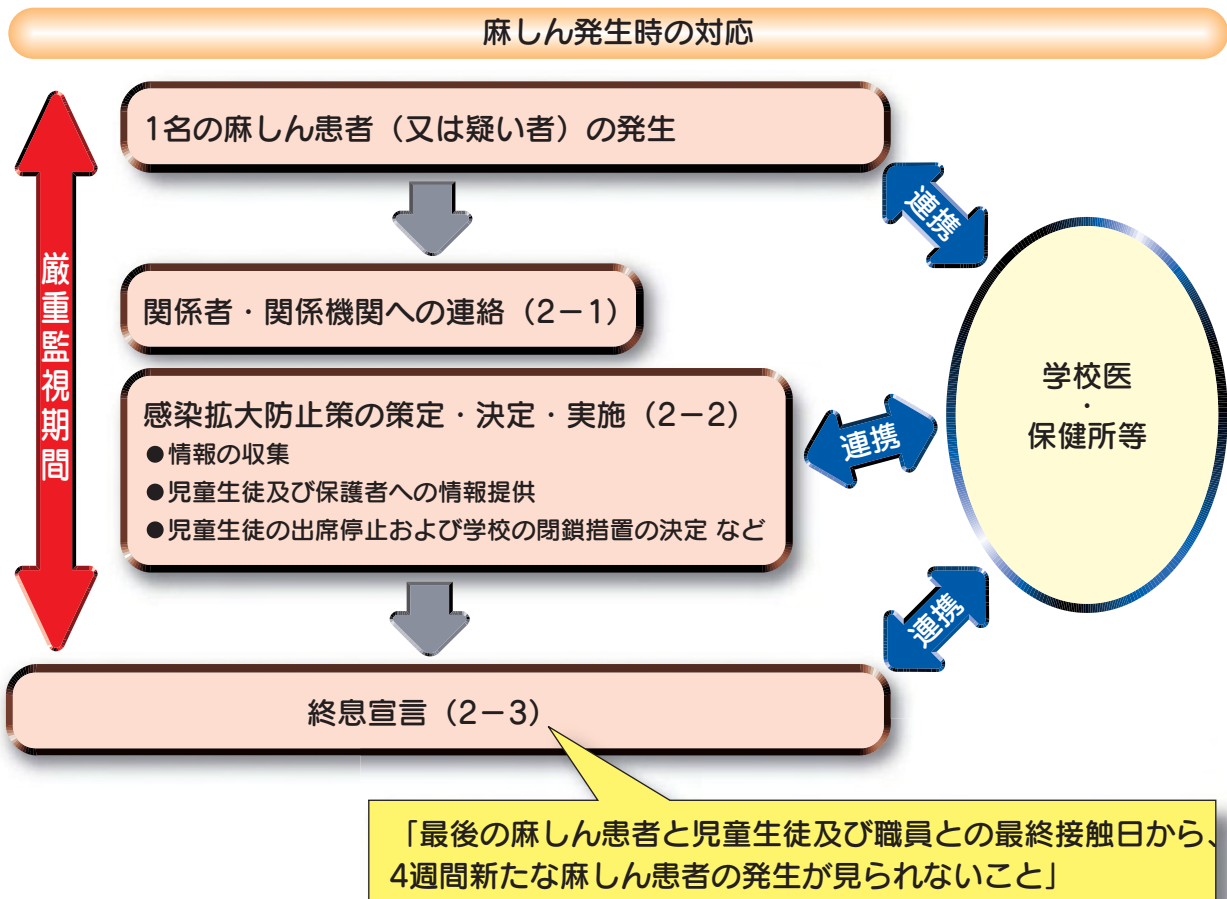 麻しん発生時の対応
1名の麻しん患者（又は疑い者）の発生
連携
厳重監視期間
関係者・関係機関への連絡（2－1）
感染拡大防止策の策定・決定・実施（2－2）
●情報の収集
●児童生徒及び保護者への情報提供
●児童生徒の出席停止および学校の閉鎖措置の決定 など
連携
学校医
・
保健所等
連携
終息宣言（2－3）
「最後の麻しん患者と児童生徒及び職員との最終接触日から、
4週間新たな麻しん患者の発生が見られないこと」